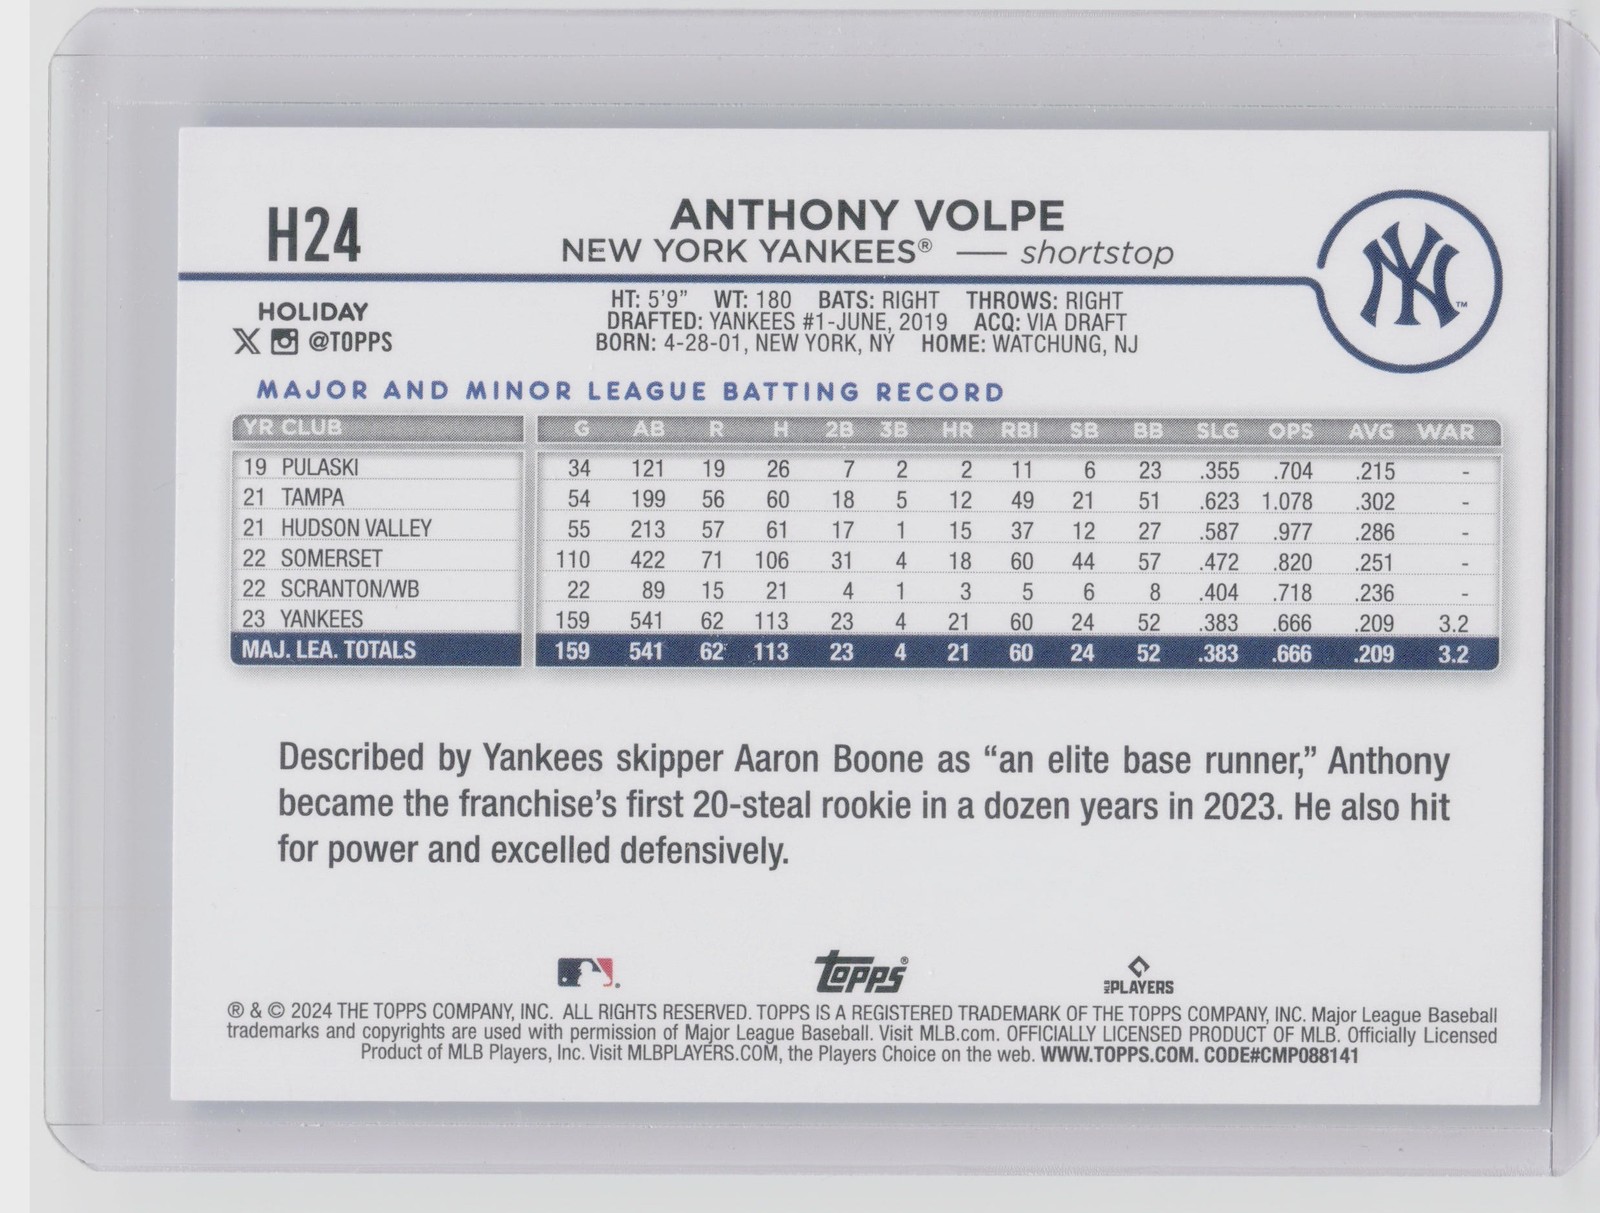 H24
ANTHONY VOLPE
NEW YORK YANKEES® — shortstop
NY™
HOLIDAY
X @TOPPS
HT: 5'9" WT: 180 BATS: RIGHT THROWS: RIGHT
DRAFTED: YANKEES #1-JUNE, 2019 ACQ: VIA DRAFT
BORN: 4-28-01, NEW YORK, NY HOME: WATCHUNG, NJ
MAJOR AND MINOR LEAGUE BATTING RECORD
YR CLUB G AB R H 2B 3B HR RBI SB BB SLG OPS AVG WAR
19 PULASKI 34 121 19 26 7 2 2 11 6 23 .355 .704 .215 -
21 TAMPA 54 199 56 60 18 5 12 49 21 51 .623 1.078 .302 -
21 HUDSON VALLEY 55 213 57 61 17 1 15 37 12 27 .587 .977 .286 -
22 SOMERSET 110 422 71 106 31 4 18 60 44 57 .472 .820 .251 -
22 SCRANTON/WB 22 89 15 21 4 1 3 5 6 8 .404 .718 .236 -
23 YANKEES 159 541 62 113 23 4 21 60 24 52 .383 .666 .209 3.2
MAJ. LEA. TOTALS 159 541 62 113 23 4 21 60 24 52 .383 .666 .209 3.2
Described by Yankees skipper Aaron Boone as “an elite base runner,” Anthony
became the franchise’s first 20-steal rookie in a dozen years in 2023. He also hit
for power and excelled defensively.
Topps® PLAYERS
® & © 2024 THE TOPPS COMPANY, INC. ALL RIGHTS RESERVED. TOPPS IS A REGISTERED TRADEMARK OF THE TOPPS COMPANY, INC. Major League Baseball
trademarks and copyrights are used with permission of Major League Baseball. Visit MLB.com. OFFICIALLY LICENSED PRODUCT OF MLB. Officially Licensed
Product of MLB Players, Inc. Visit MLBPLAYERS.COM, the Players Choice on the web. WWW.TOPPS.COM. CODE#CMP088141